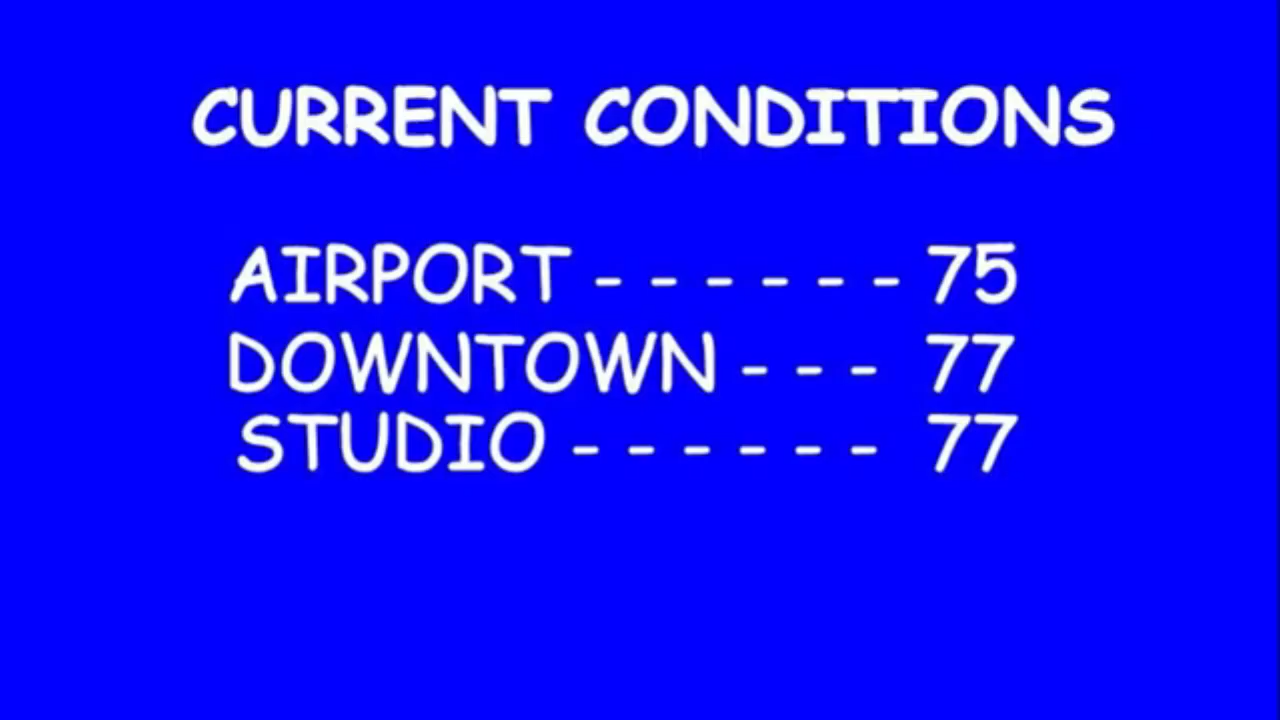 CURRENT CONDITIONS
AIRPORT - - - - - - 75
DOWNTOWN - - - 77
STUDIO - - - - - - 77